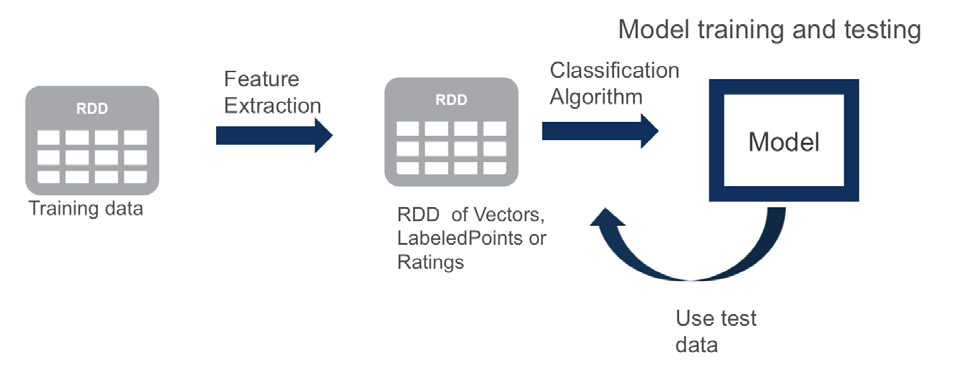 Model training and testing
RDD
Training data
Feature
Extraction
RDD
RDD of Vectors,
LabeledPoints or
Ratings
Classification
Algorithm
Model
Use test
data